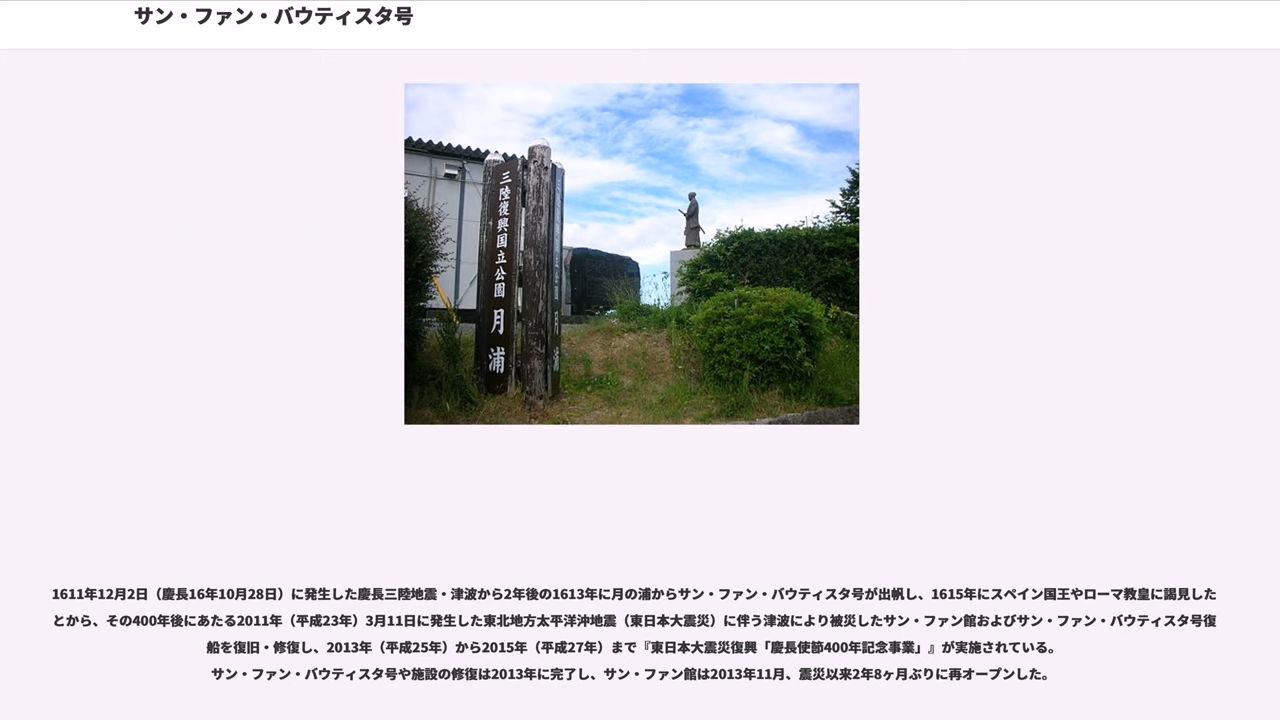 サン・ファン・バウティスタ号
三陸復興国立公園 月浦
1611年12月2日（慶長16年10月28日）に発生した慶長三陸地震・津波から2年後の1613年に月の浦からサン・ファン・バウティスタ号が出帆し、1615年にスペイン国王やローマ教皇に謁見した
とから、その400年後にあたる2011年（平成23年）3月11日に発生した東北地方太平洋沖地震（東日本大震災）に伴う津波により被災したサン・ファン館およびサン・ファン・バウティスタ号復
船を復旧・修復し、2013年（平成25年）から2015年（平成27年）まで『東日本大震災復興「慶長使節400年記念事業」』が実施されている。
サン・ファン・バウティスタ号や施設の修復は2013年に完了し、サン・ファン館は2013年11月、震災以来2年8ヶ月ぶりに再オープンした。